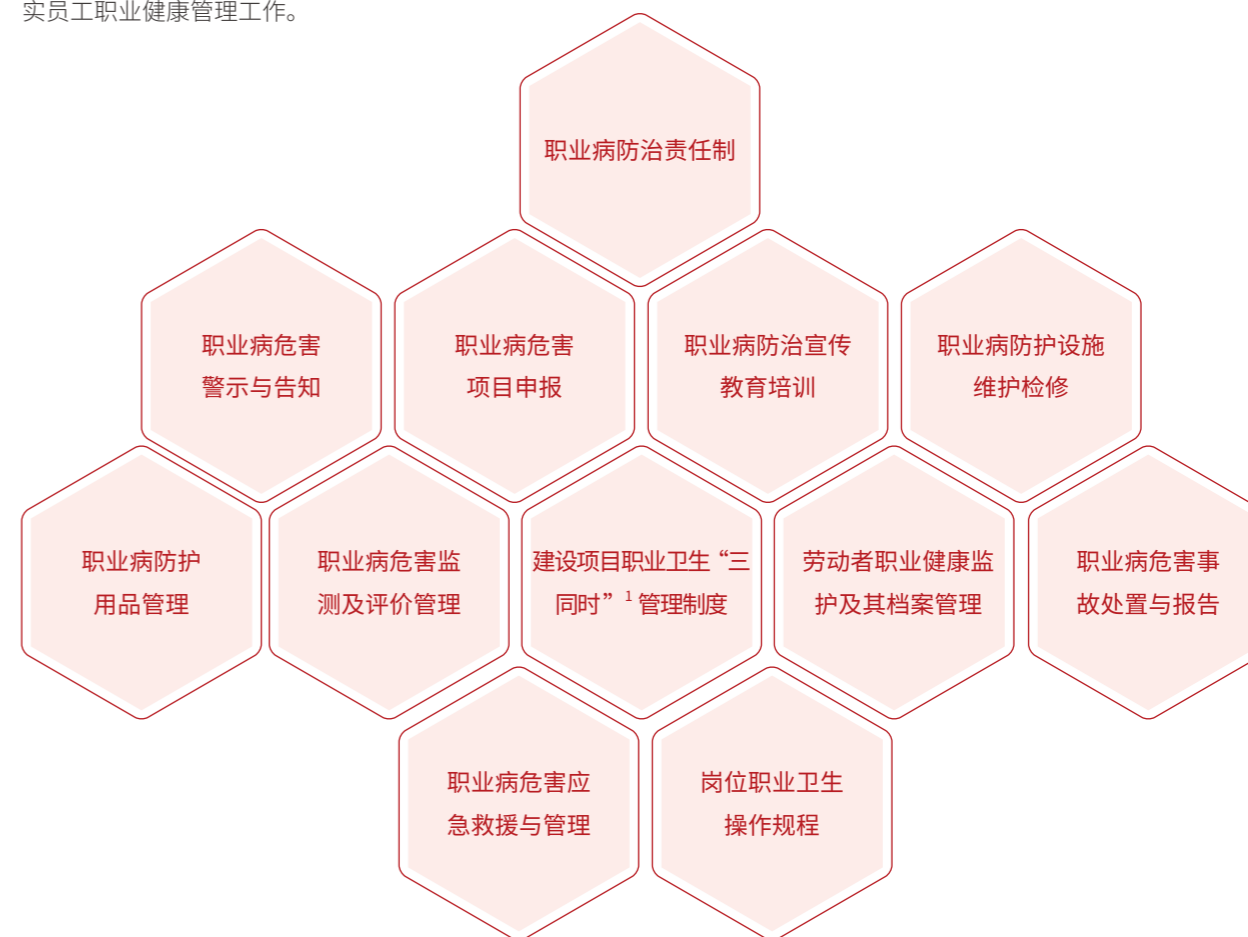 实员工职业健康管理工作。
职业病防治责任制
职业病危害
警示与告知
职业病危害
项目申报
职业病防治宣传
教育培训
职业病防护设施
维护检修
职业病防护
用品管理
职业病危害监
测及评价管理
建设项目职业卫生“三
同时”¹ 管理制度
劳动者职业健康监
护及其档案管理
职业病危害事
故处置与报告
职业病危害应
急救援与管理
岗位职业卫生
操作规程